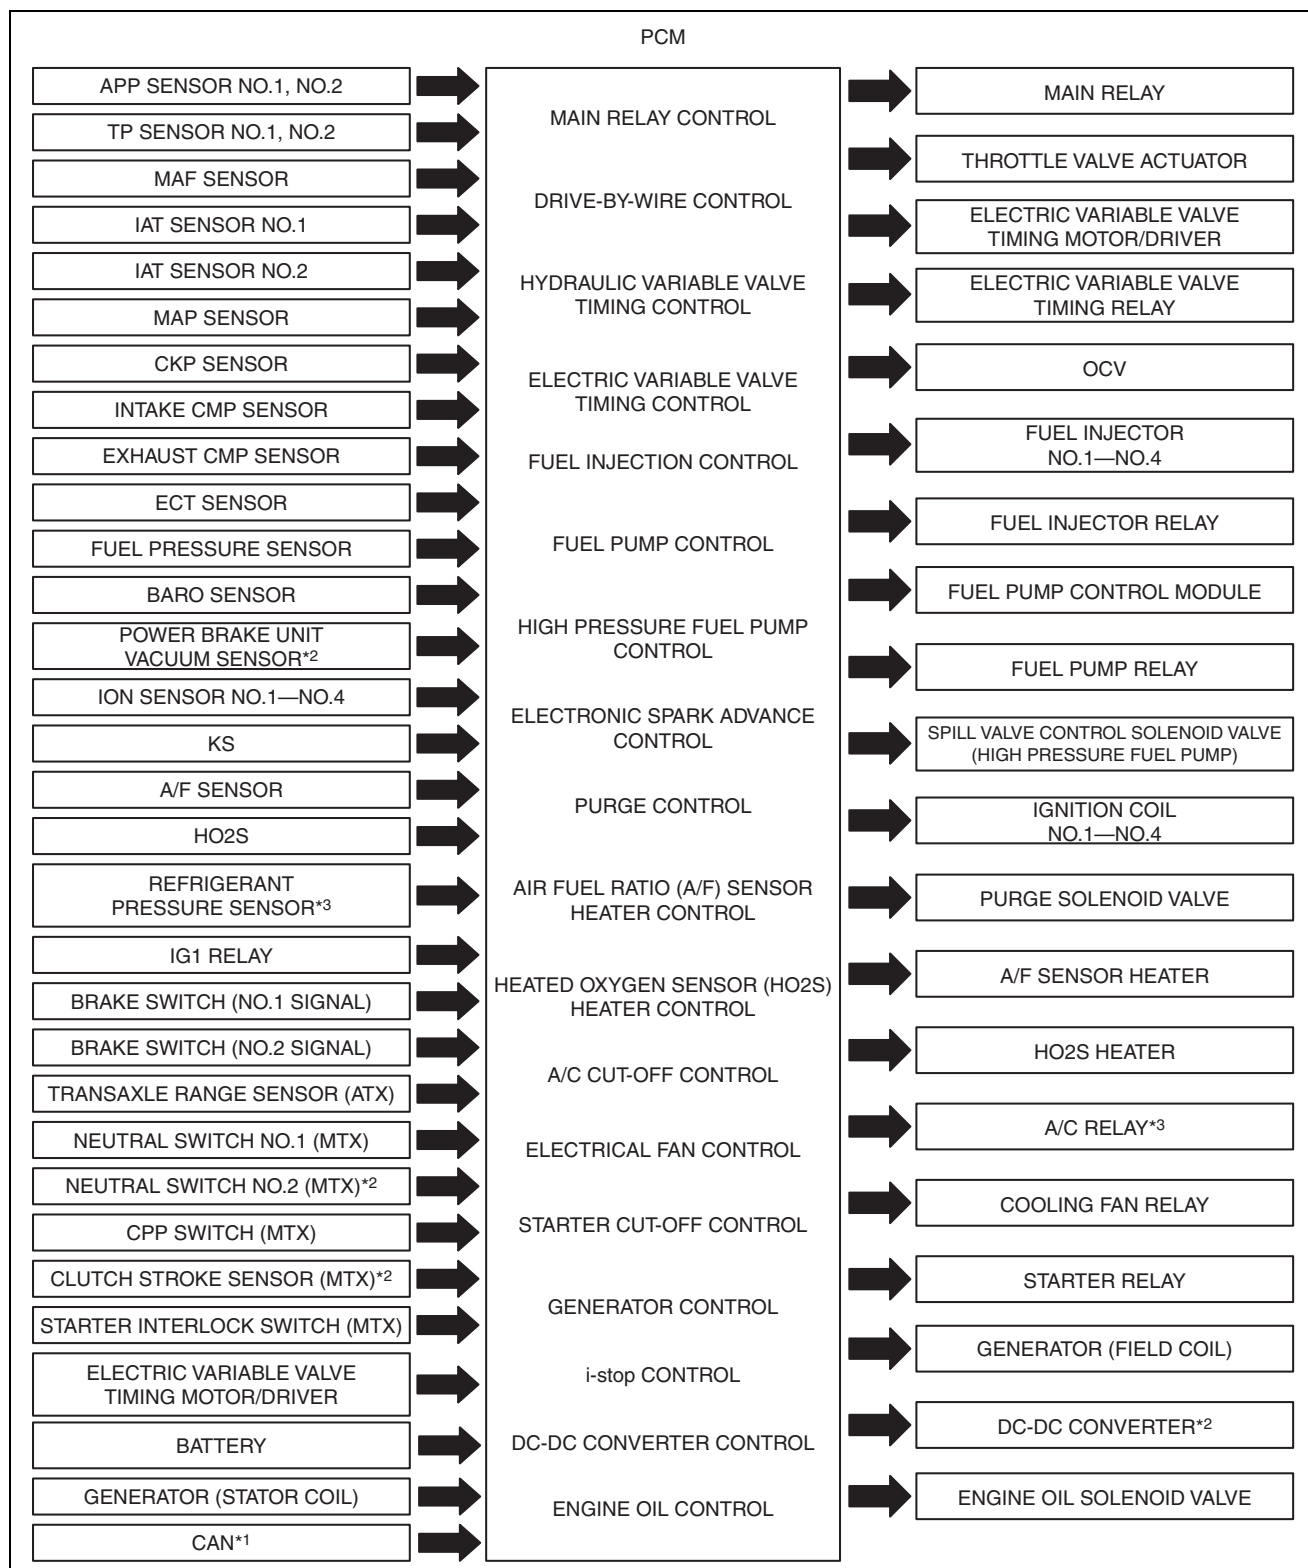 PCM
APP SENSOR NO.1, NO.2
TP SENSOR NO.1, NO.2
MAF SENSOR
IAT SENSOR NO.1
IAT SENSOR NO.2
MAP SENSOR
CKP SENSOR
INTAKE CMP SENSOR
EXHAUST CMP SENSOR
ECT SENSOR
FUEL PRESSURE SENSOR
BARO SENSOR
POWER BRAKE UNIT
VACUUM SENSOR*2
ION SENSOR NO.1—NO.4
KS
A/F SENSOR
HO2S
REFRIGERANT
PRESSURE SENSOR*3
IG1 RELAY
BRAKE SWITCH (NO.1 SIGNAL)
BRAKE SWITCH (NO.2 SIGNAL)
TRANSAXLE RANGE SENSOR (ATX)
NEUTRAL SWITCH NO.1 (MTX)
NEUTRAL SWITCH NO.2 (MTX)*2
CPP SWITCH (MTX)
CLUTCH STROKE SENSOR (MTX)*2
STARTER INTERLOCK SWITCH (MTX)
ELECTRIC VARIABLE VALVE
TIMING MOTOR/DRIVER
BATTERY
GENERATOR (STATOR COIL)
CAN*1
MAIN RELAY CONTROL
DRIVE-BY-WIRE CONTROL
HYDRAULIC VARIABLE VALVE
TIMING CONTROL
ELECTRIC VARIABLE VALVE
TIMING CONTROL
FUEL INJECTION CONTROL
FUEL PUMP CONTROL
HIGH PRESSURE FUEL PUMP
CONTROL
ELECTRONIC SPARK ADVANCE
CONTROL
PURGE CONTROL
AIR FUEL RATIO (A/F) SENSOR
HEATER CONTROL
HEATED OXYGEN SENSOR (HO2S)
HEATER CONTROL
A/C CUT-OFF CONTROL
ELECTRICAL FAN CONTROL
STARTER CUT-OFF CONTROL
GENERATOR CONTROL
i-stop CONTROL
DC-DC CONVERTER CONTROL
ENGINE OIL CONTROL
MAIN RELAY
THROTTLE VALVE ACTUATOR
ELECTRIC VARIABLE VALVE
TIMING MOTOR/DRIVER
ELECTRIC VARIABLE VALVE
TIMING RELAY
OCV
FUEL INJECTOR
NO.1—NO.4
FUEL INJECTOR RELAY
FUEL PUMP CONTROL MODULE
FUEL PUMP RELAY
SPILL VALVE CONTROL SOLENOID VALVE
(HIGH PRESSURE FUEL PUMP)
IGNITION COIL
NO.1—NO.4
PURGE SOLENOID VALVE
A/F SENSOR HEATER
HO2S HEATER
A/C RELAY*3
COOLING FAN RELAY
STARTER RELAY
GENERATOR (FIELD COIL)
DC-DC CONVERTER*2
ENGINE OIL SOLENOID VALVE